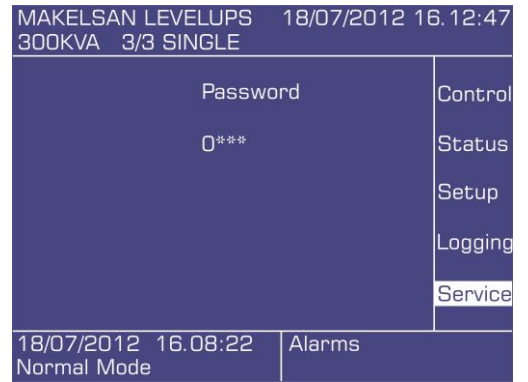 MAKELSAN LEVELUPS 18/07/2012 16.12:47
300KVA 3/3 SINGLE
Password
0***
Control
Status
Setup
Logging
Service
18/07/2012 16.08:22 Alarms
Normal Mode